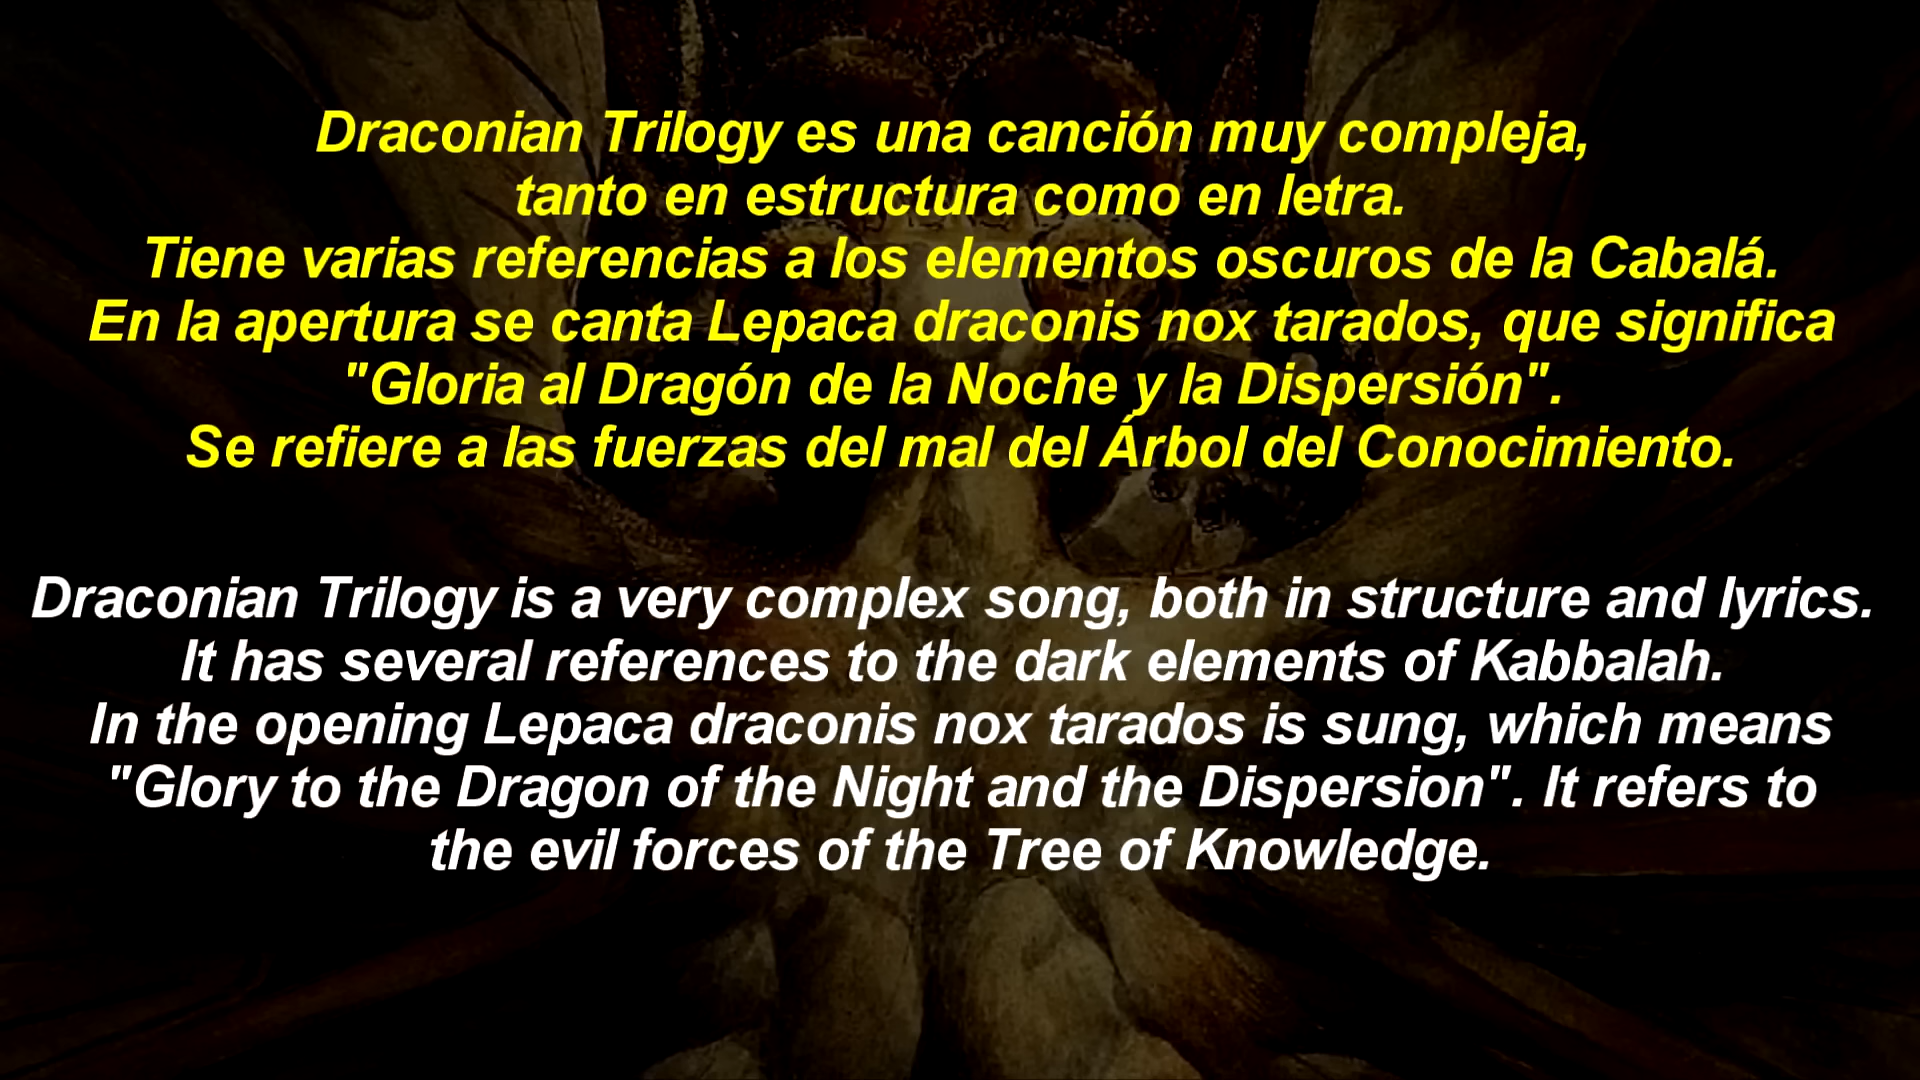 Draconian Trilogy es una canción muy compleja,
tanto en estructura como en letra.
Tiene varias referencias a los elementos oscuros de la Cabalá.
En la apertura se canta Lepaca draconis nox tarados, que significa
"Gloria al Dragón de la Noche y la Dispersión".
Se refiere a las fuerzas del mal del Árbol del Conocimiento.
Draconian Trilogy is a very complex song, both in structure and lyrics.
It has several references to the dark elements of Kabbalah.
In the opening Lepaca draconis nox tarados is sung, which means
"Glory to the Dragon of the Night and the Dispersion". It refers to
the evil forces of the Tree of Knowledge.